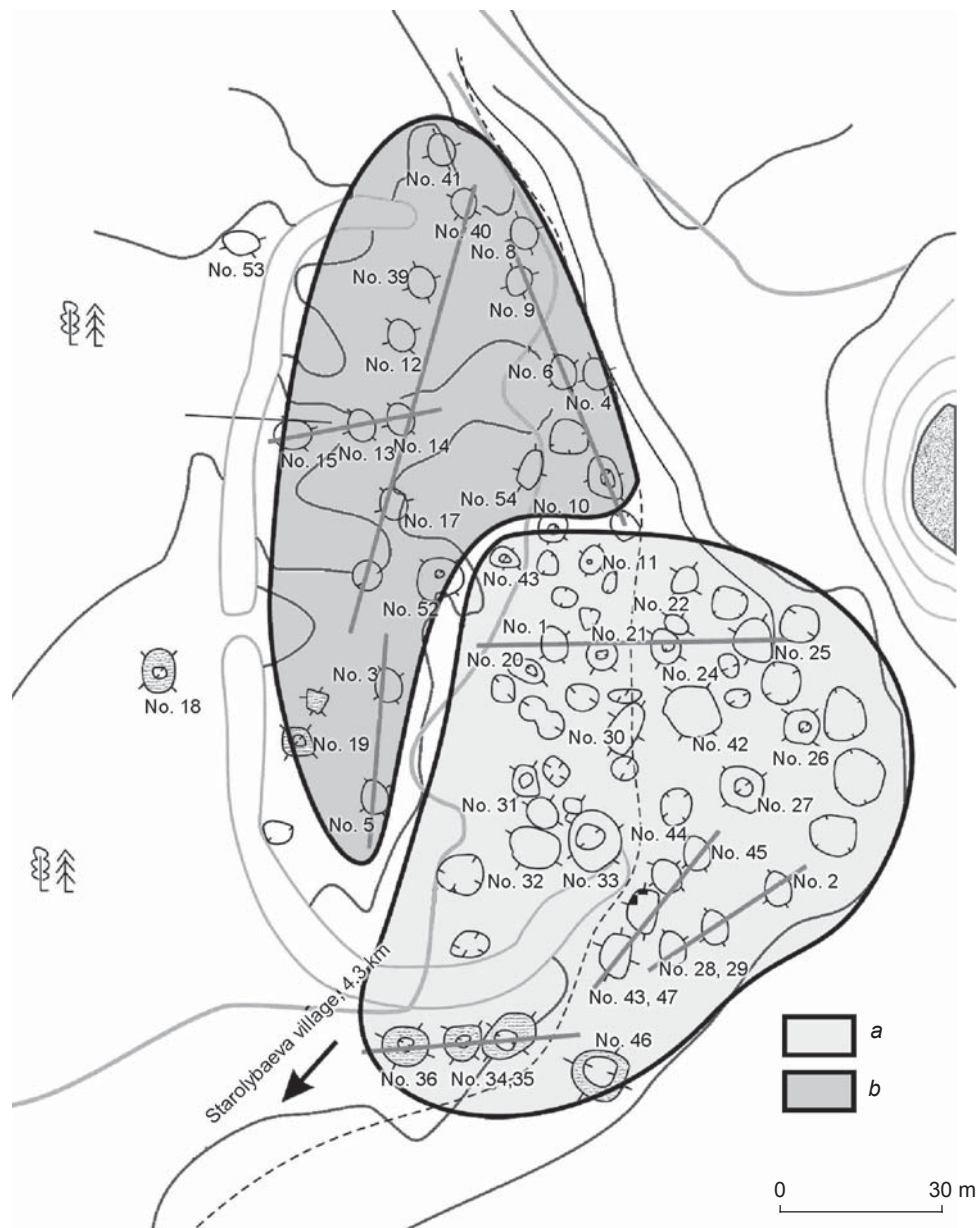 No. 41
No. 40
No. 8
No. 53
No. 39
No. 9
No. 12
No. 6
No. 4
No. 14
No. 13
No. 15
No. 54
No. 10
No. 17
No. 11
No. 43
No. 52
No. 22
No. 1
No. 21
No. 25
No. 20
No. 24
No. 3
No. 18
No. 30
No. 42
No. 19
No. 26
No. 31
No. 27
No. 5
No. 44
No. 45
No. 32
No. 33
No. 2
No. 28, 29
No. 43, 47
Starolybaeva village, 4.3 km
No. 46
No. 36
No. 34,35
a
b
0 30 m